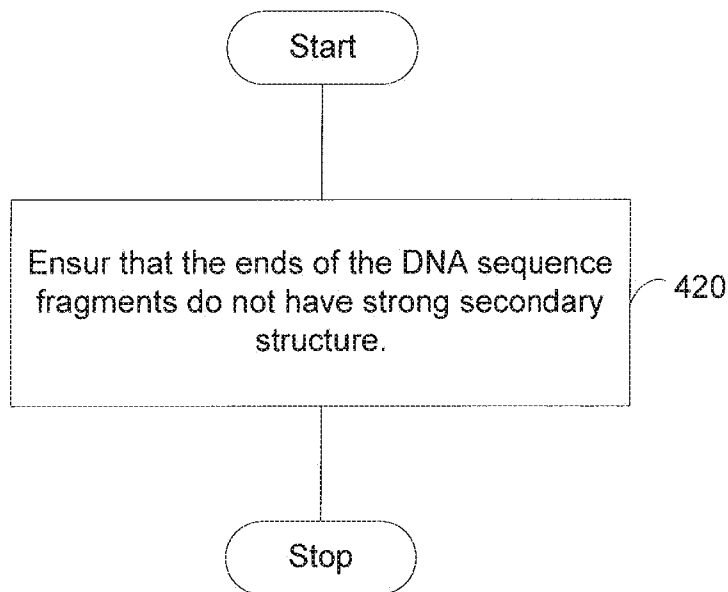 Start
Ensur that the ends of the DNA sequence
fragments do not have strong secondary
structure.
420
Stop